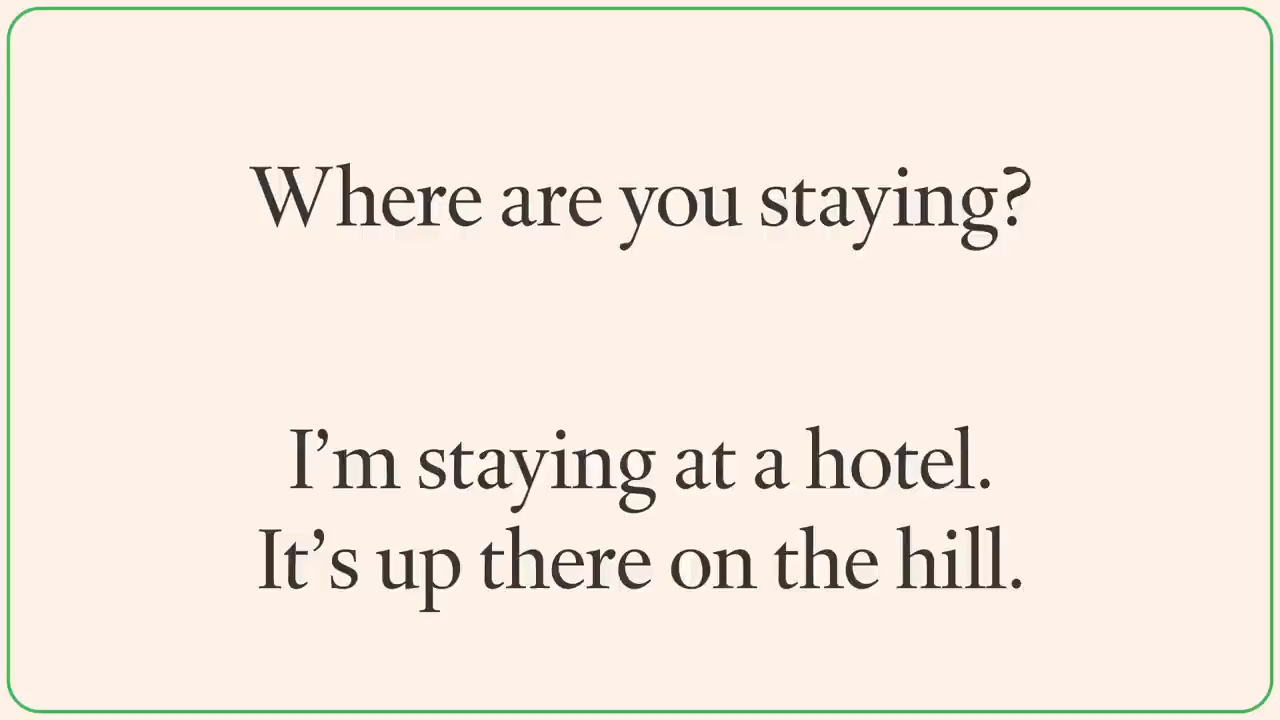 Where are you staying?
I’m staying at a hotel.
It’s up there on the hill.